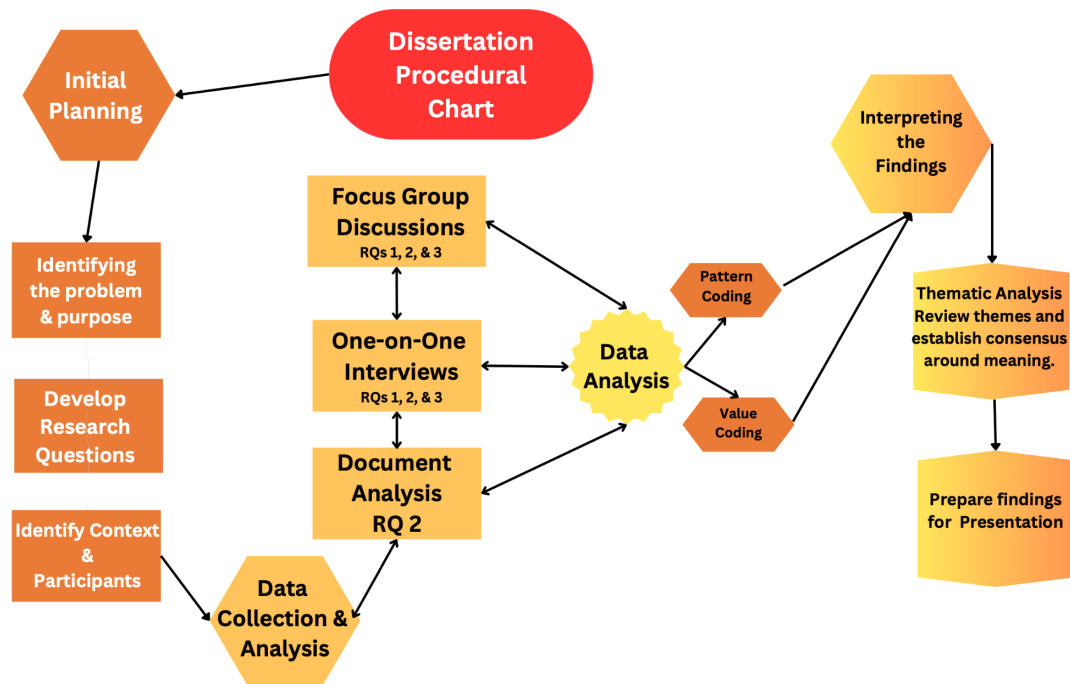 Dissertation
Procedural
Chart
Initial
Planning
Identifying
the problem
& purpose
Develop
Research
Questions
Identify Context
&
Participants
Data
Collection &
Analysis
Focus Group
Discussions
RQs 1, 2, & 3
One-on-One
Interviews
RQs 1, 2, & 3
Document
Analysis
RQ 2
Data
Analysis
Pattern
Coding
Value
Coding
Interpreting
the
Findings
Thematic Analysis
Review themes and
establish consensus
around meaning.
Prepare findings
for Presentation